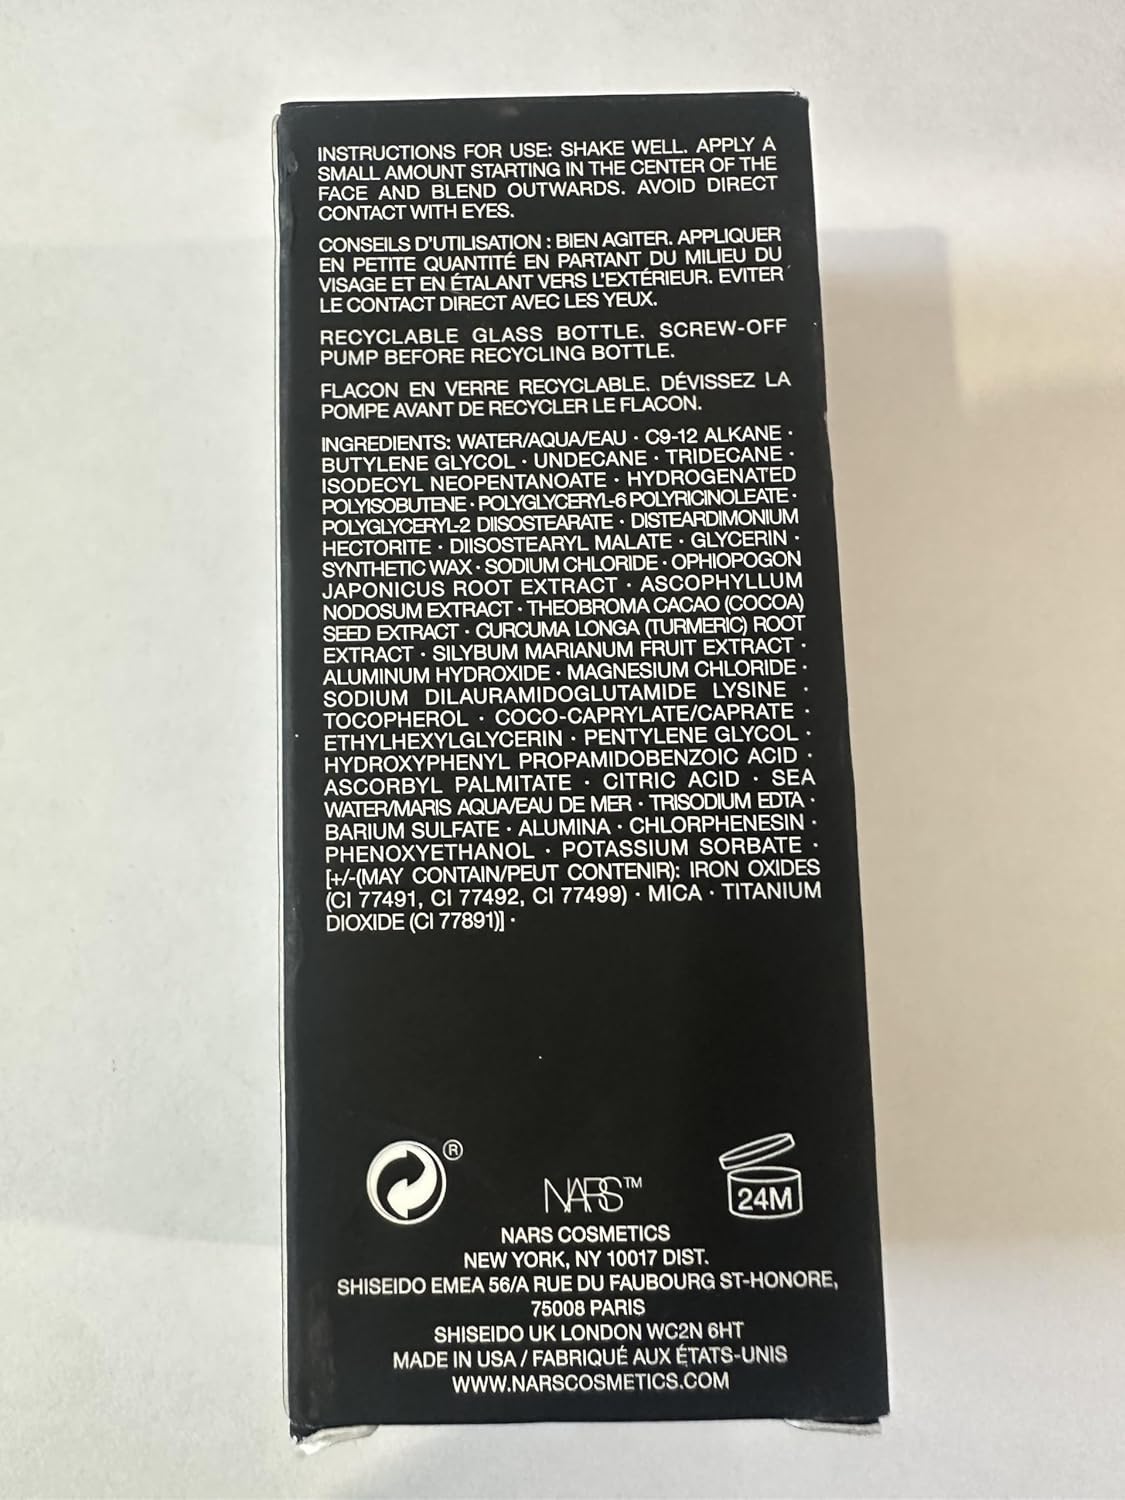 INSTRUCTIONS FOR USE: SHAKE WELL. APPLY A
SMALL AMOUNT STARTING IN THE CENTER OF THE
FACE AND BLEND OUTWARDS. AVOID DIRECT
CONTACT WITH EYES.
CONSEILS D'UTILISATION : BIEN AGITER. APPLIQUER
EN PETITE QUANTITÉ EN PARTANT DU MILIEU DU
VISAGE ET EN ÉTALANT VERS L'EXTÉRIEUR. EVITER
LE CONTACT DIRECT AVEC LES YEUX.
RECYCLABLE GLASS BOTTLE. SCREW-OFF
PUMP BEFORE RECYCLING BOTTLE.
FLACON EN VERRE RECYCLABLE. DÉVISSEZ LA
POMPE AVANT DE RECYCLER LE FLACON.
INGREDIENTS: WATER/AQUA/EAU · C9-12 ALKANE ·
BUTYLENE GLYCOL · UNDECANE · TRIDECANE ·
ISODECYL NEOPENTANOATE · HYDROGENATED
POLYISOBUTENE · POLYGLYCERYL-6 POLYRICINOLEATE ·
POLYGLYCERYL-2 DIISOSTEARATE · DISTEARDIMONIUM
HECTORITE · DIISOSTEARYL MALATE · GLYCERIN ·
SYNTHETIC WAX · SODIUM CHLORIDE · OPHIOPOGON
JAPONICUS ROOT EXTRACT · ASCOPHYLLUM
NODOSUM EXTRACT · THEOBROMA CACAO (COCOA)
SEED EXTRACT · CURCUMA LONGA (TURMERIC) ROOT
EXTRACT · SILYBUM MARIANUM FRUIT EXTRACT ·
ALUMINUM HYDROXIDE · MAGNESIUM CHLORIDE ·
SODIUM DILAURAMIDOGLUTAMIDE LYSINE ·
TOCOPHEROL · COCO-CAPRYLATE/CAPRATE ·
ETHYLHEXYLGLYCERIN · PENTYLENE GLYCOL ·
HYDROXYPHENYL PROPAMIDOBENZOIC ACID ·
ASCORBYL PALMITATE · CITRIC ACID · SEA
WATER/MARIS AQUA/EAU DE MER · TRISODIUM EDTA ·
BARIUM SULFATE · ALUMINA · CHLORPHENESIN ·
PHENOXYETHANOL · POTASSIUM SORBATE ·
[+/-(MAY CONTAIN/PEUT CONTENIR): IRON OXIDES
(CI 77491, CI 77492, CI 77499) · MICA · TITANIUM
DIOXIDE (CI 77891)] ·
®
NARS™
24M
NARS COSMETICS
NEW YORK, NY 10017 DIST.
SHISEIDO EMEA 56/A RUE DU FAUBOURG ST-HONORE,
75008 PARIS
SHISEIDO UK LONDON WC2N 6HT
MADE IN USA / FABRIQUÉ AUX ÉTATS-UNIS
WWW.NARSCOSMETICS.COM